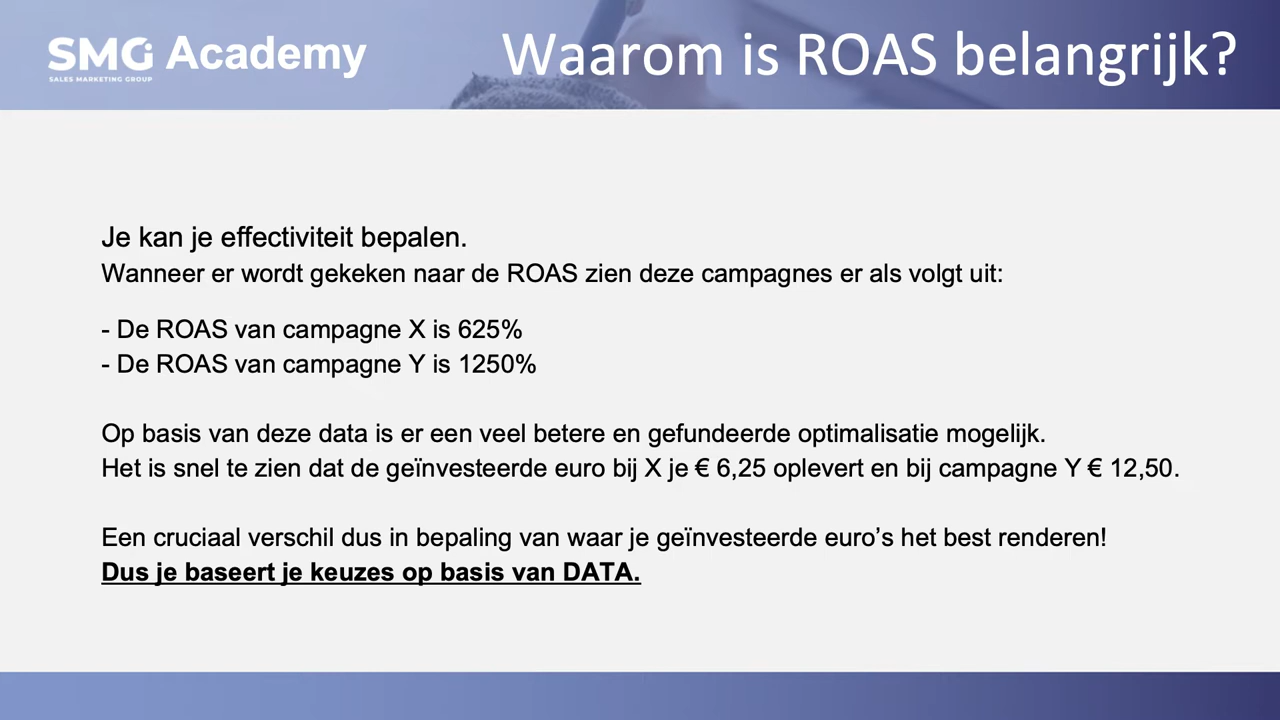 SMG Academy
SALES MARKETING GROUP
Waarom is ROAS belangrijk?
Je kan je effectiviteit bepalen.
Wanneer er wordt gekeken naar de ROAS zien deze campagnes er als volgt uit:
- De ROAS van campagne X is 625%
- De ROAS van campagne Y is 1250%
Op basis van deze data is er een veel betere en gefundeerde optimalisatie mogelijk.
Het is snel te zien dat de geïnvesteerde euro bij X je € 6,25 oplevert en bij campagne Y € 12,50.
Een cruciaal verschil dus in bepaling van waar je geïnvesteerde euro’s het best renderen!
Dus je baseert je keuzes op basis van DATA.